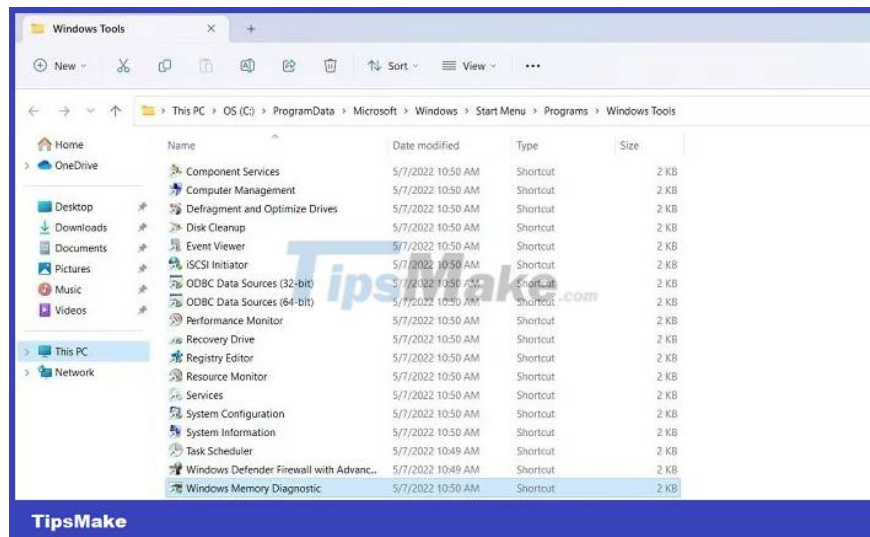 Windows Tools
New Sort View ...
This PC > OS (C:) > ProgramData > Microsoft > Windows > Start Menu > Programs > Windows Tools
Home
OneDrive
Desktop
Downloads
Documents
Pictures
Music
Videos
This PC
Network
Name Date modified Type Size
Component Services 5/7/2022 10:50 AM Shortcut 2 KB
Computer Management 5/7/2022 10:50 AM Shortcut 2 KB
Defragment and Optimize Drives 5/7/2022 10:50 AM Shortcut 2 KB
Disk Cleanup 5/7/2022 10:50 AM Shortcut 2 KB
Event Viewer 5/7/2022 10:50 AM Shortcut 2 KB
iSCSI Initiator 5/7/2022 10:50 AM Shortcut 2 KB
ODBC Data Sources (32-bit) 5/7/2022 10:50 AM Shortcut 2 KB
ODBC Data Sources (64-bit) 5/7/2022 10:50 AM Shortcut 2 KB
Performance Monitor 5/7/2022 10:50 AM Shortcut 2 KB
Recovery Drive 5/7/2022 10:50 AM Shortcut 2 KB
Registry Editor 5/7/2022 10:50 AM Shortcut 2 KB
Resource Monitor 5/7/2022 10:50 AM Shortcut 2 KB
Services 5/7/2022 10:50 AM Shortcut 2 KB
System Configuration 5/7/2022 10:50 AM Shortcut 2 KB
System Information 5/7/2022 10:50 AM Shortcut 2 KB
Task Scheduler 5/7/2022 10:49 AM Shortcut 2 KB
Windows Defender Firewall with Advanc... 5/7/2022 10:49 AM Shortcut 2 KB
Windows Memory Diagnostic 5/7/2022 10:50 AM Shortcut 2 KB
TipsMake.com
TipsMake